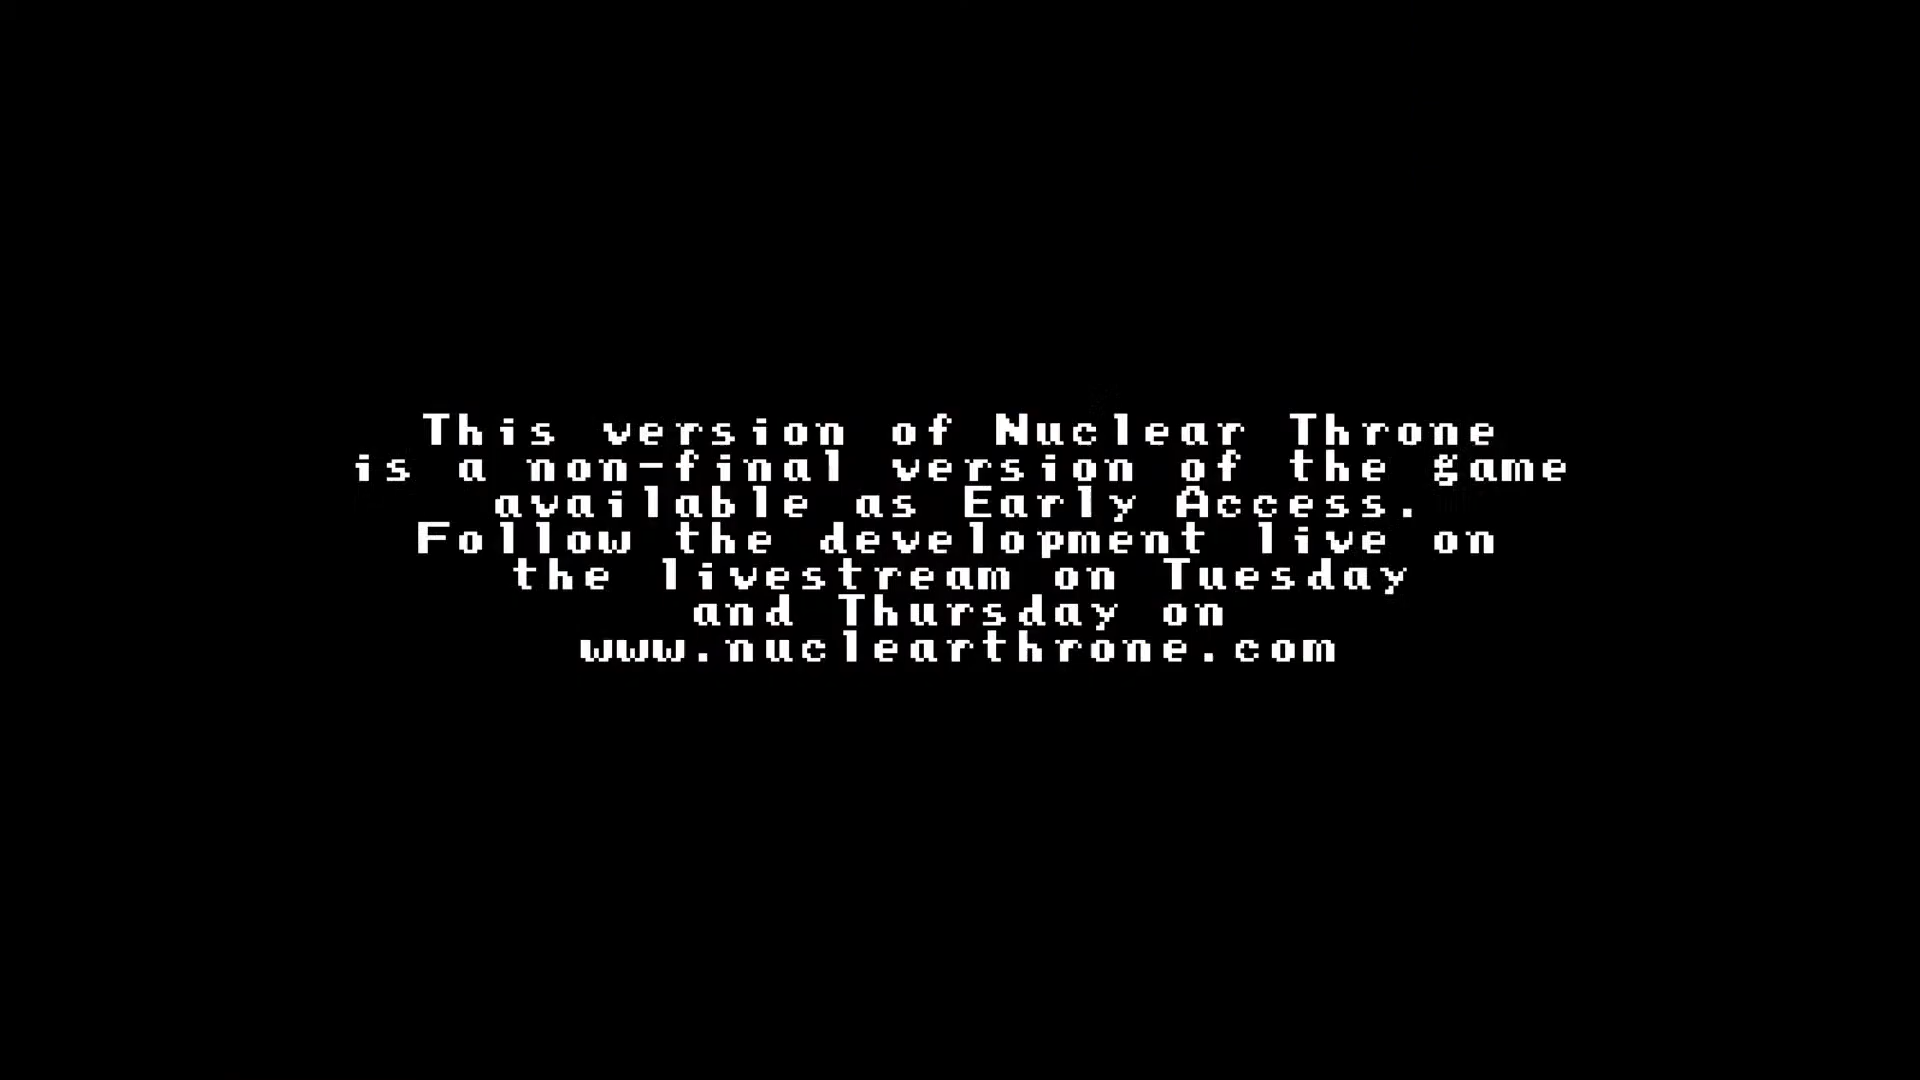 This version of Nuclear Throne
is a non-final version of the game
available as Early Access.
Follow the development live on
the livestream on Tuesday
and Thursday on
www.nuclearthrone.com